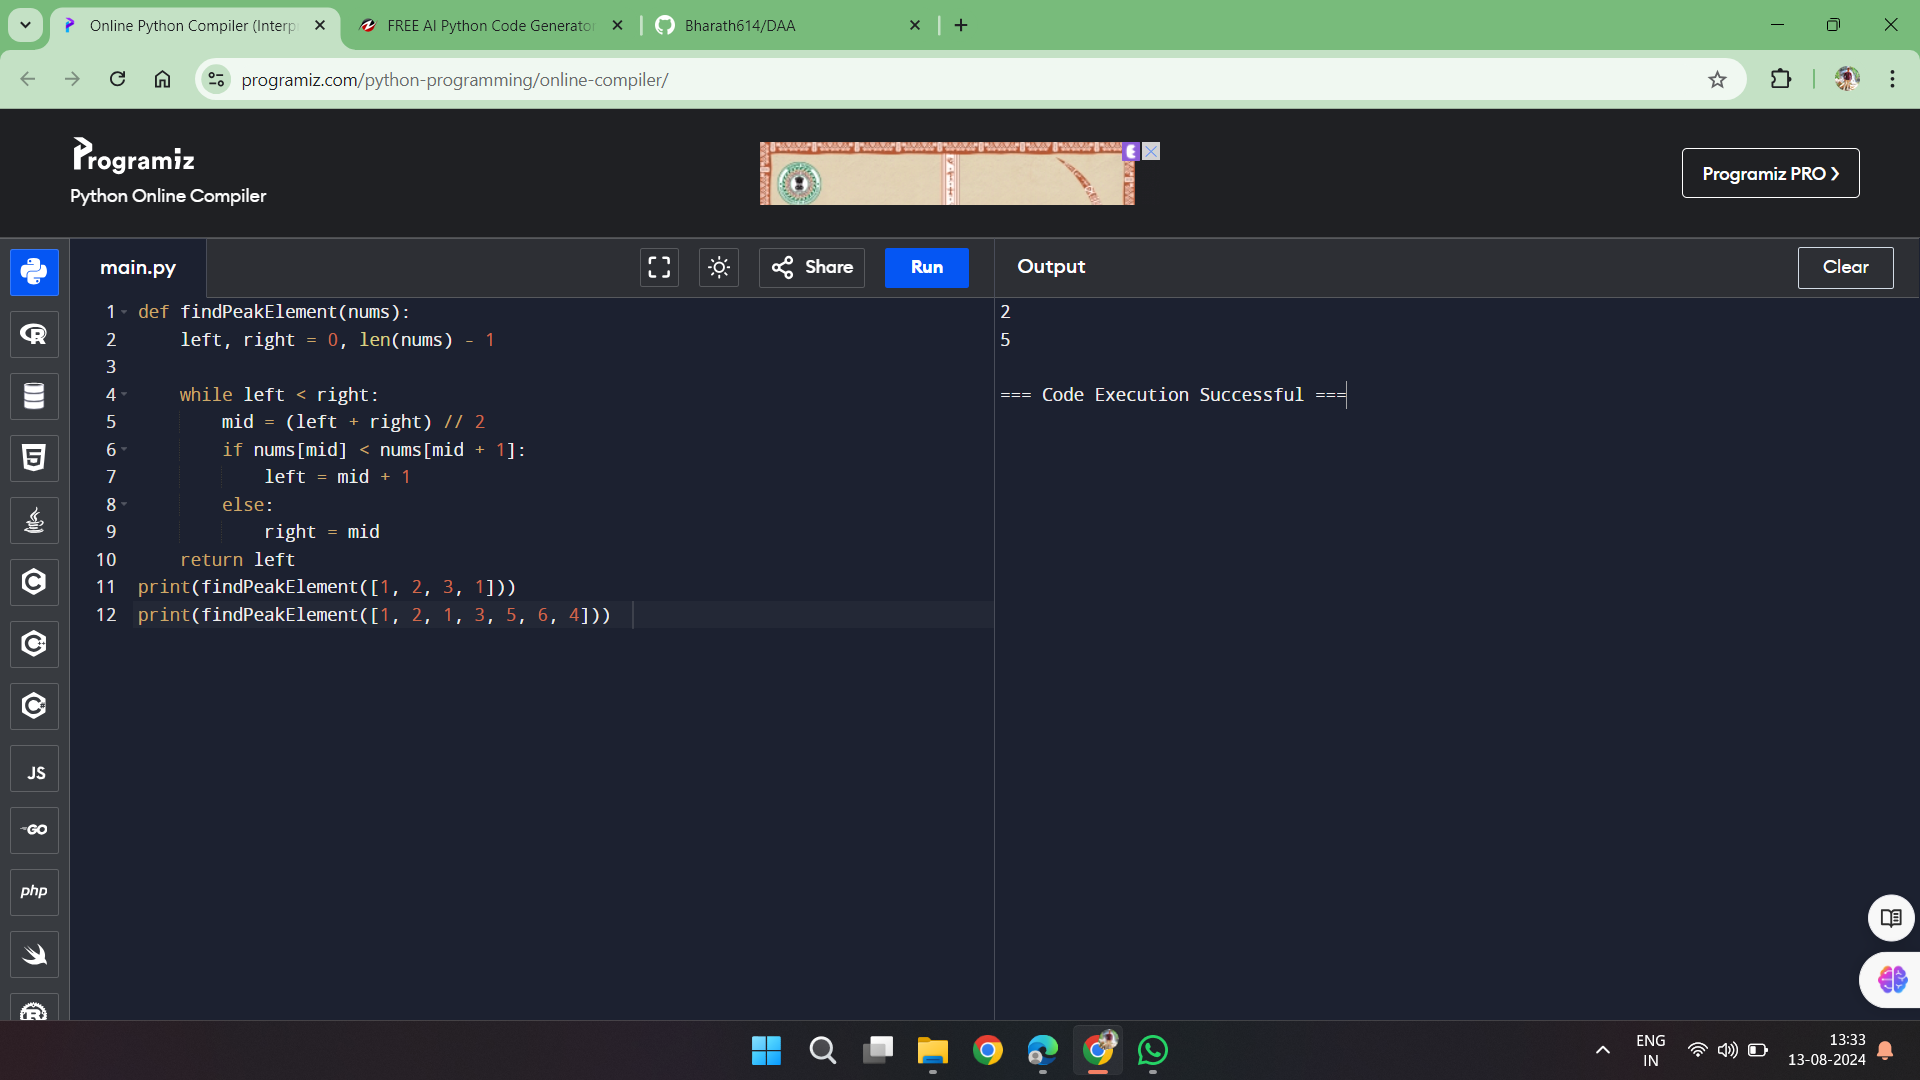 Online Python Compiler (Interp
FREE AI Python Code Generator
Bharath614/DAA
programiz.com/python-programming/online-compiler/
Programiz
Python Online Compiler
Programiz PRO
main.py
Share
Run
Output
Clear
1 def findPeakElement(nums):
2     left, right = 0, len(nums) - 1
3
4     while left < right:
5         mid = (left + right) // 2
6         if nums[mid] < nums[mid + 1]:
7             left = mid + 1
8         else:
9             right = mid
10     return left
11 print(findPeakElement([1, 2, 3, 1]))
12 print(findPeakElement([1, 2, 1, 3, 5, 6, 4]))
2
5
=== Code Execution Successful ===
R
5
C
C
C
JS
GO
php
R
ENG
IN
13:33
13-08-2024